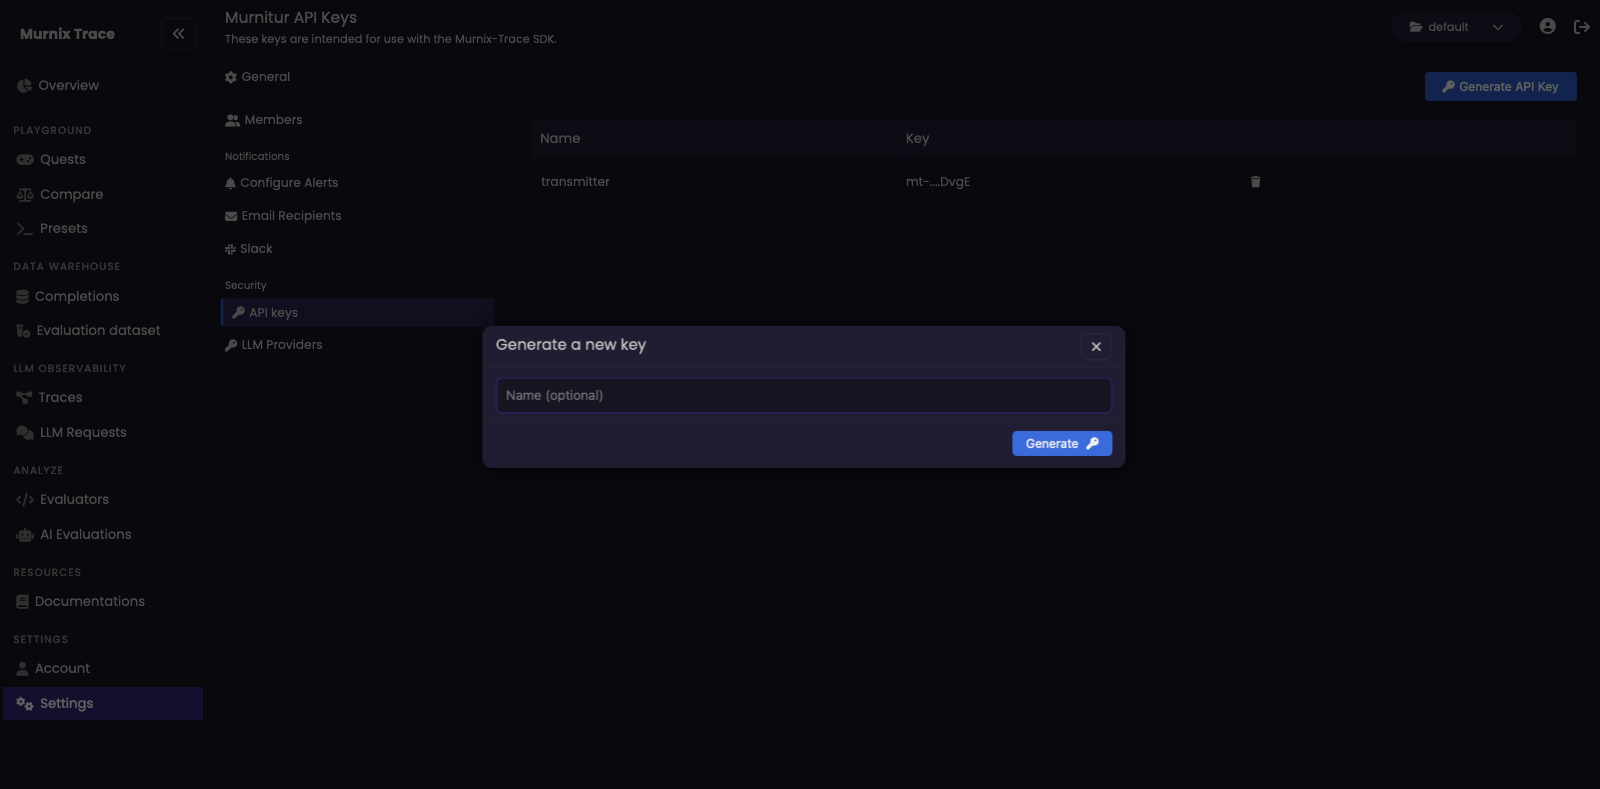 Murnix Trace
Overview
PLAYGROUND
Quests
Compare
Presets
DATA WAREHOUSE
Completions
Evaluation dataset
LLM OBSERVABILITY
Traces
LLM Requests
ANALYZE
Evaluators
AI Evaluations
RESOURCES
Documentations
SETTINGS
Account
Settings
Murnitur API Keys
These keys are intended for use with the Murnix-Trace SDK.
default
General
Members
Notifications
Configure Alerts
Email Recipients
Slack
Security
API keys
LLM Providers
Generate API Key
Name Key
transmitter mt-....DvgE
Generate a new key
Name (optional)
Generate